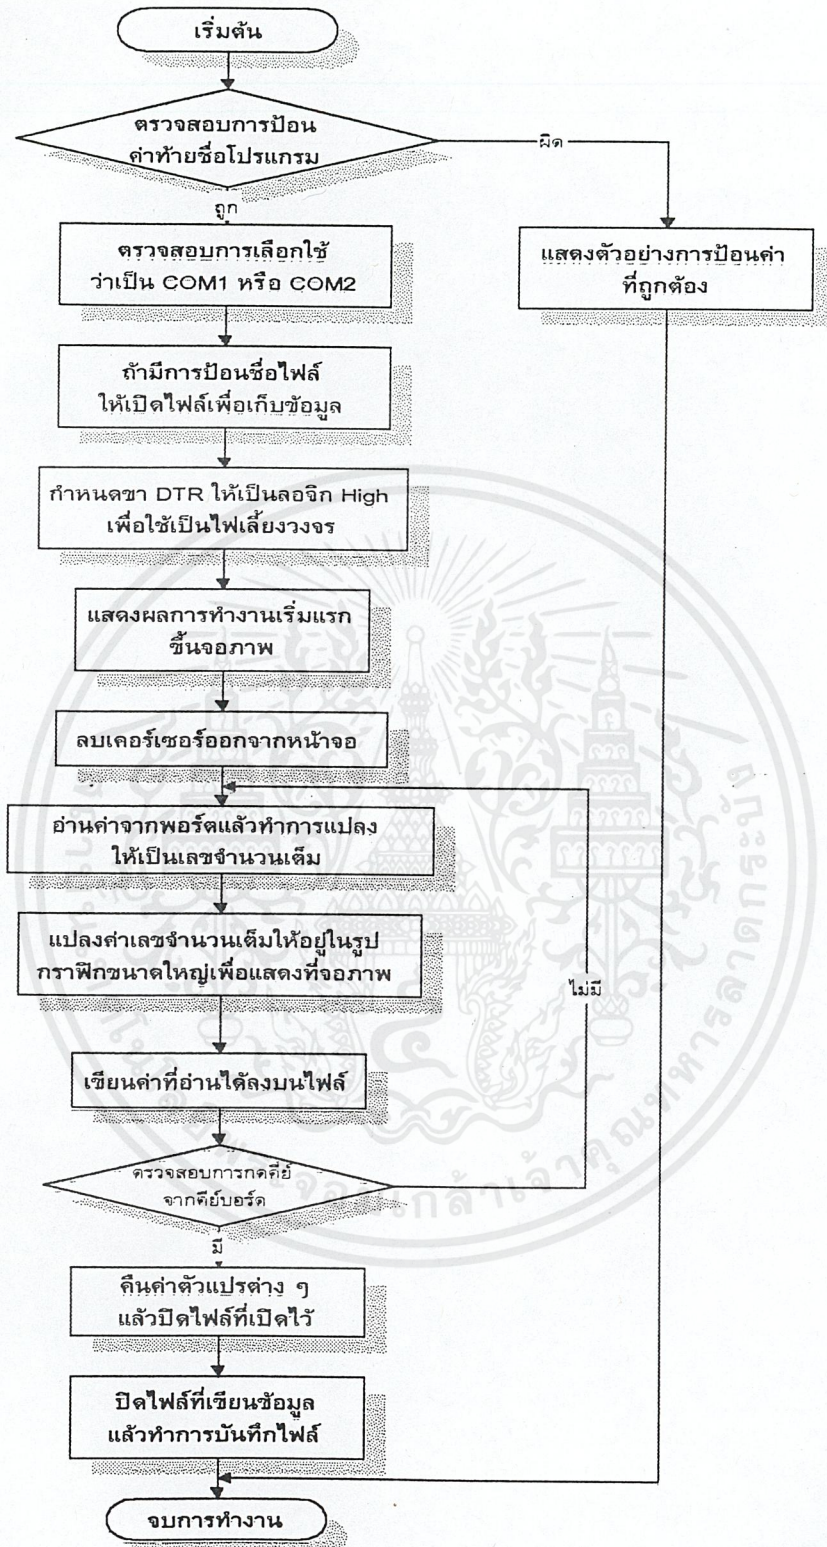 เริ่มต้น
ตรวจสอบการป้อน
ค่าท้ายชื่อโปรแกรม
ผิด
ถูก
ตรวจสอบการเลือกใช้
ว่าเป็น COM1 หรือ COM2
แสดงตัวอย่างการป้อนค่า
ที่ถูกต้อง
ถ้ามีการป้อนชื่อไฟล์
ให้เปิดไฟล์เพื่อเก็บข้อมูล
กำหนดขา DTR ให้เป็นลอจิก High
เพื่อใช้เป็นไฟเลี้ยงวงจร
แสดงผลการทำงานเริ่มแรก
ขึ้นจอภาพ
ลบเคอร์เซอร์ออกจากหน้าจอ
อ่านค่าจากพอร์ตแล้วทำการแปลง
ให้เป็นเลขจำนวนเต็ม
แปลงค่าเลขจำนวนเต็มให้อยู่ในรูป
กราฟิกขนาดใหญ่เพื่อแสดงที่จอภาพ
ไม่มี
เขียนค่าที่อ่านได้ลงบนไฟล์
ตรวจสอบการกดคีย์
จากคีย์บอร์ด
มี
คืนค่าตัวแปรต่าง ๆ
แล้วปิดไฟล์ที่เปิดไว้
ปิดไฟล์ที่เขียนข้อมูล
แล้วทำการบันทึกไฟล์
จบการทำงาน